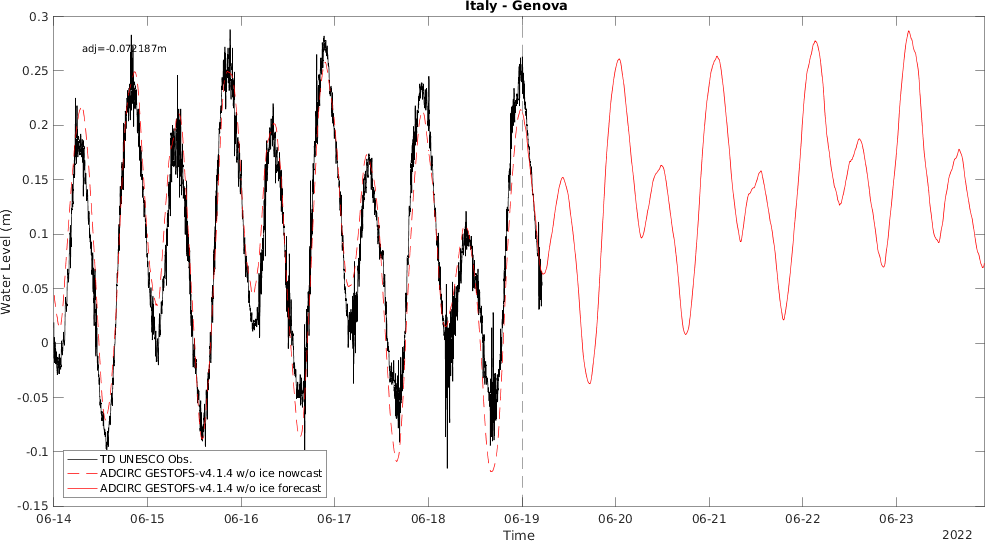 Italy - Genova
0.3
0.25
0.2
0.15
0.1
0.05
0
-0.05
-0.1
-0.15
Water Level (m)
adj=-0.072187m
TD UNESCO Obs.
ADCIRC GESTOFS-v4.1.4 w/o ice nowcast
ADCIRC GESTOFS-v4.1.4 w/o ice forecast
06-14 06-15 06-16 06-17 06-18 06-19 06-20 06-21 06-22 06-23
Time
2022